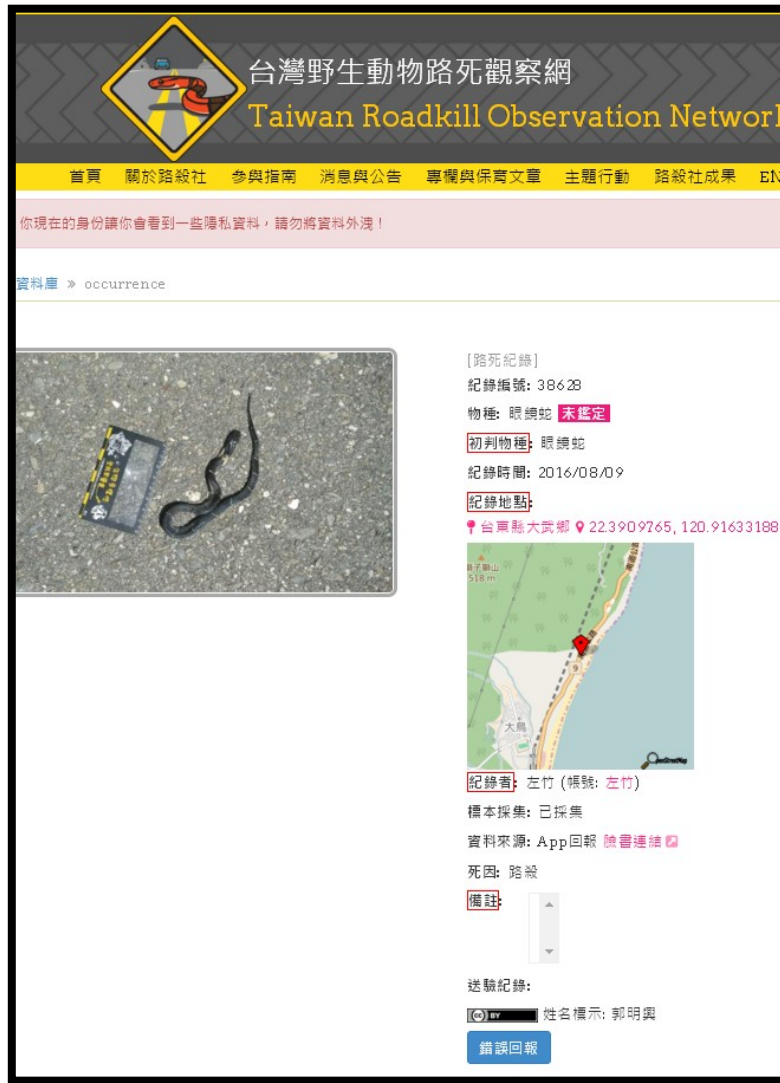 台灣野生動物路死觀察網
Taiwan Roadkill Observation Network
首頁 關於路殺社 參與指南 消息與公告 專欄與保育文章 主題行動 路殺社成果 EN
你現在的身份讓你會看到一些隱私資料，請勿將資料外洩！
資料庫 » occurrence
[路死紀錄]
紀錄編號: 38628
物種: 眼鏡蛇 未鑑定
初判物種: 眼鏡蛇
紀錄時間: 2016/08/09
紀錄地點:
台東縣大武鄉 22.3909765, 120.91633188
518 m
9
大鳥
OpenStreetMap
紀錄者: 左竹 (帳號: 左竹)
標本採集: 已採集
資料來源: App回報 臉書連結
死因: 路殺
備註:
送驗紀錄:
(cc) BY 姓名標示: 郭明興
錯誤回報